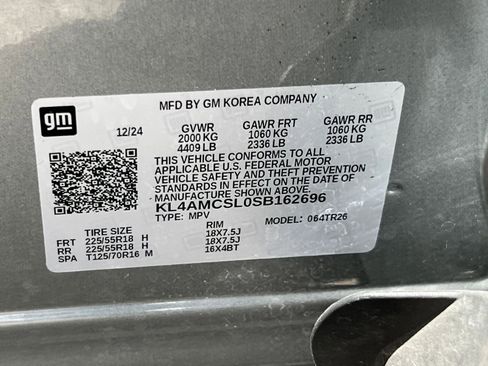 MFD BY GM KOREA COMPANY
gm
12/24 GVWR GAWR FRT GAWR RR
2000 KG 1060 KG 1060 KG
4409 LB 2336 LB 2336 LB
THIS VEHICLE CONFORMS TO ALL
APPLICABLE U.S. FEDERAL MOTOR
VEHICLE SAFETY AND THEFT PREVENTION
STANDARDS IN EFFECT ON THE DATE OF
MANUFACTURE SHOWN ABOVE.
KL4AMCSL0SB162696
TYPE: MPV MODEL: 064TR26
TIRE SIZE RIM
FRT 225/55R18 H 18X7.5J
RR 225/55R18 H 18X7.5J
SPA T125/70R16 M 16X4BT